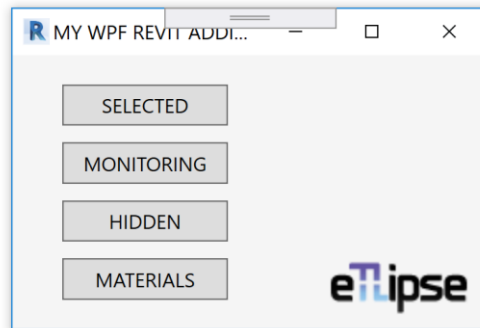 R MY WPF REVIT ADDI...
SELECTED
MONITORING
HIDDEN
MATERIALS
eTLipse